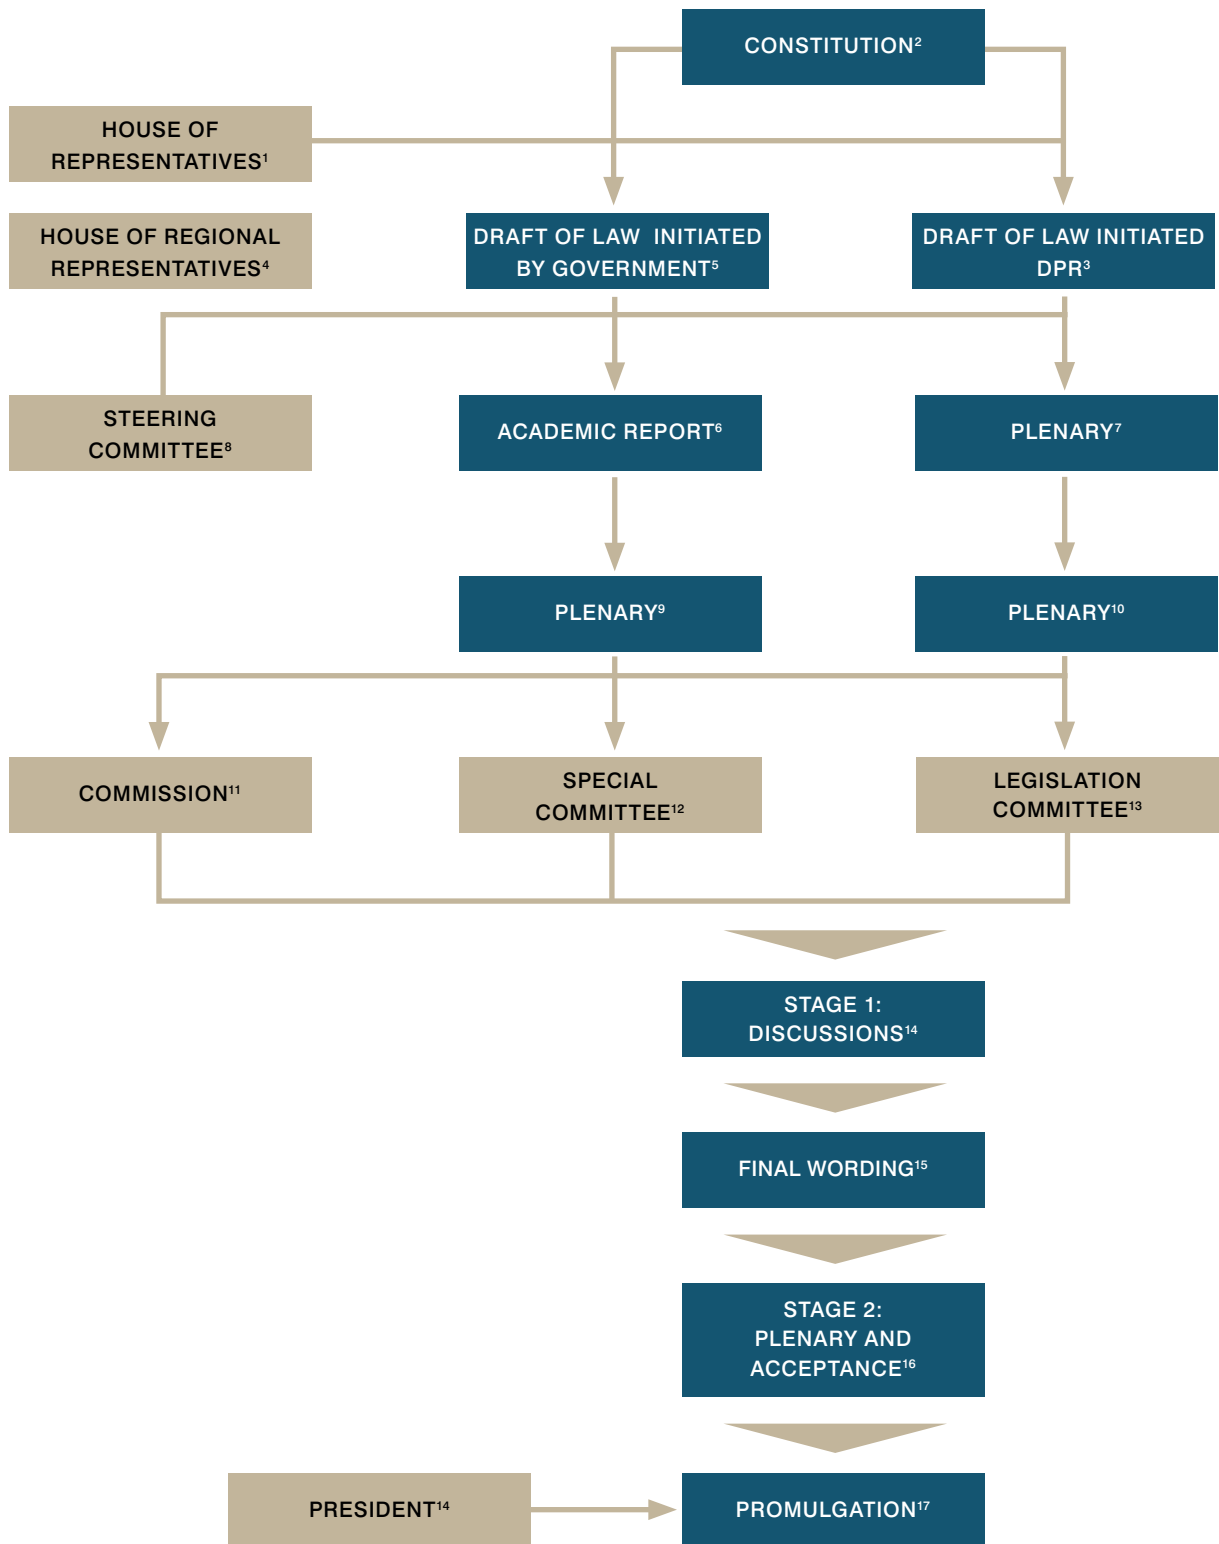 CONSTITUTION²
HOUSE OF
REPRESENTATIVES¹
HOUSE OF REGIONAL
REPRESENTATIVES⁴
DRAFT OF LAW INITIATED
BY GOVERNMENT⁵
DRAFT OF LAW INITIATED
DPR³
STEERING
COMMITTEE⁸
ACADEMIC REPORT⁶
PLENARY⁷
PLENARY⁹
PLENARY¹⁰
COMMISSION¹¹
SPECIAL
COMMITTEE¹²
LEGISLATION
COMMITTEE¹³
STAGE 1:
DISCUSSIONS¹⁴
FINAL WORDING¹⁵
STAGE 2:
PLENARY AND
ACCEPTANCE¹⁶
PRESIDENT¹⁴
PROMULGATION¹⁷